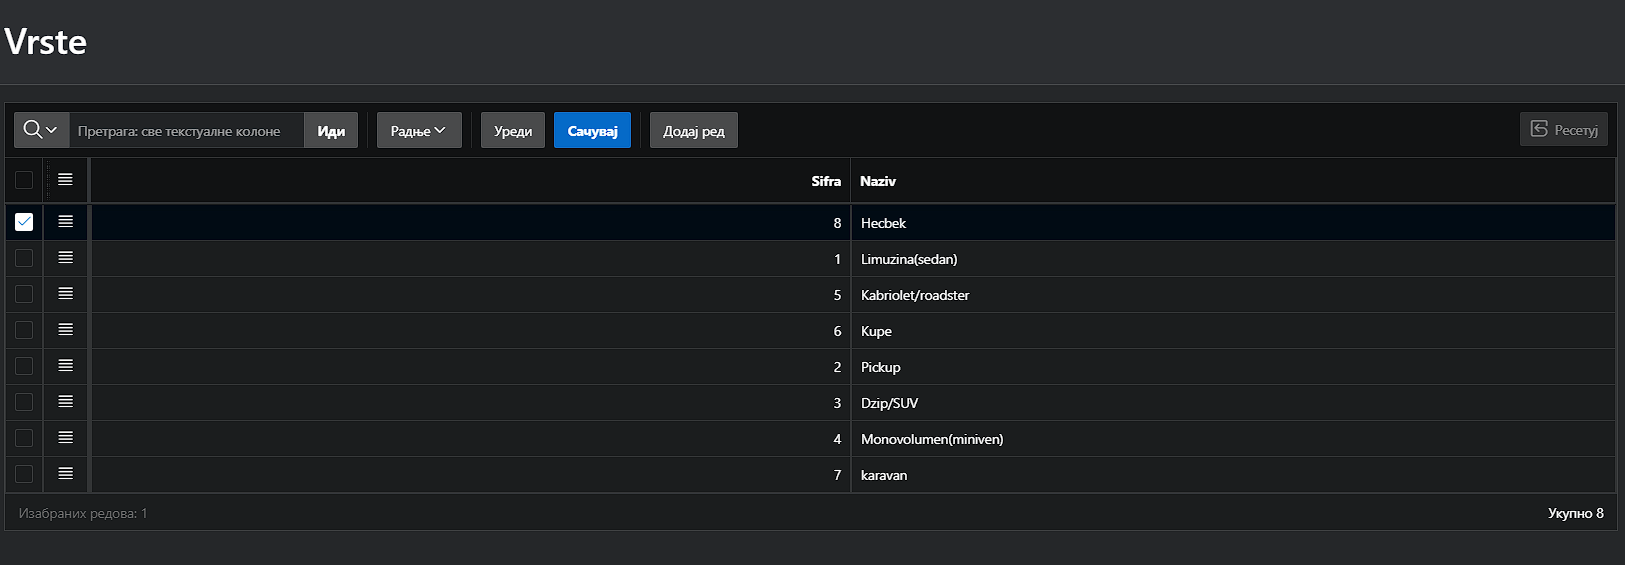 Vrste
Претрага: све текстуалне колоне Иди Радње Уреди Сачувај Додај ред Ресетуј
Sifra Naziv
8 Hecbek
1 Limuzina(sedan)
5 Kabriolet/roadster
6 Kupe
2 Pickup
3 Dzip/SUV
4 Monovolumen(miniven)
7 karavan
Изабраних редова: 1 Укупно 8